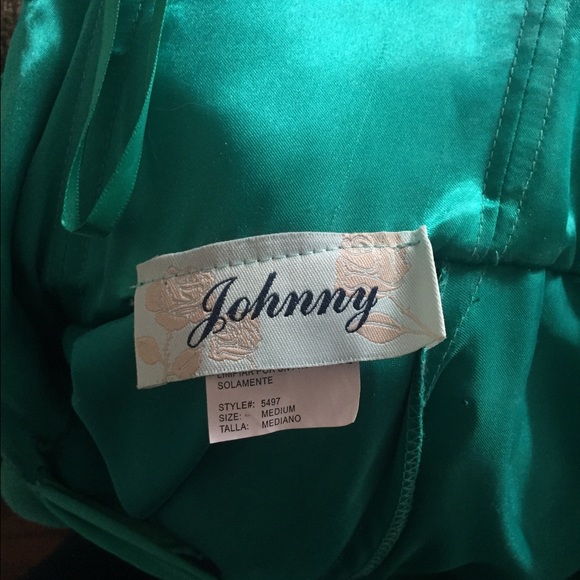 Johnny
SOLAMENTE
STYLE#: 5497
SIZE: MEDIUM
TALLA: MEDIANO